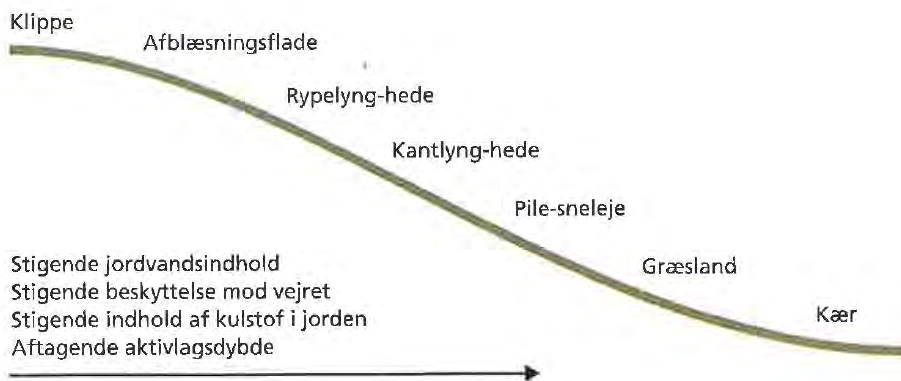 Klippe
Afblæsningsflade
Rypelyng-hede
Kantlyng-hede
Pile-sneleje
Græsland
Kær
Stigende jordvandsindhold
Stigende beskyttelse mod vejret
Stigende indhold af kulstof i jorden
Aftagende aktivlagsdybde